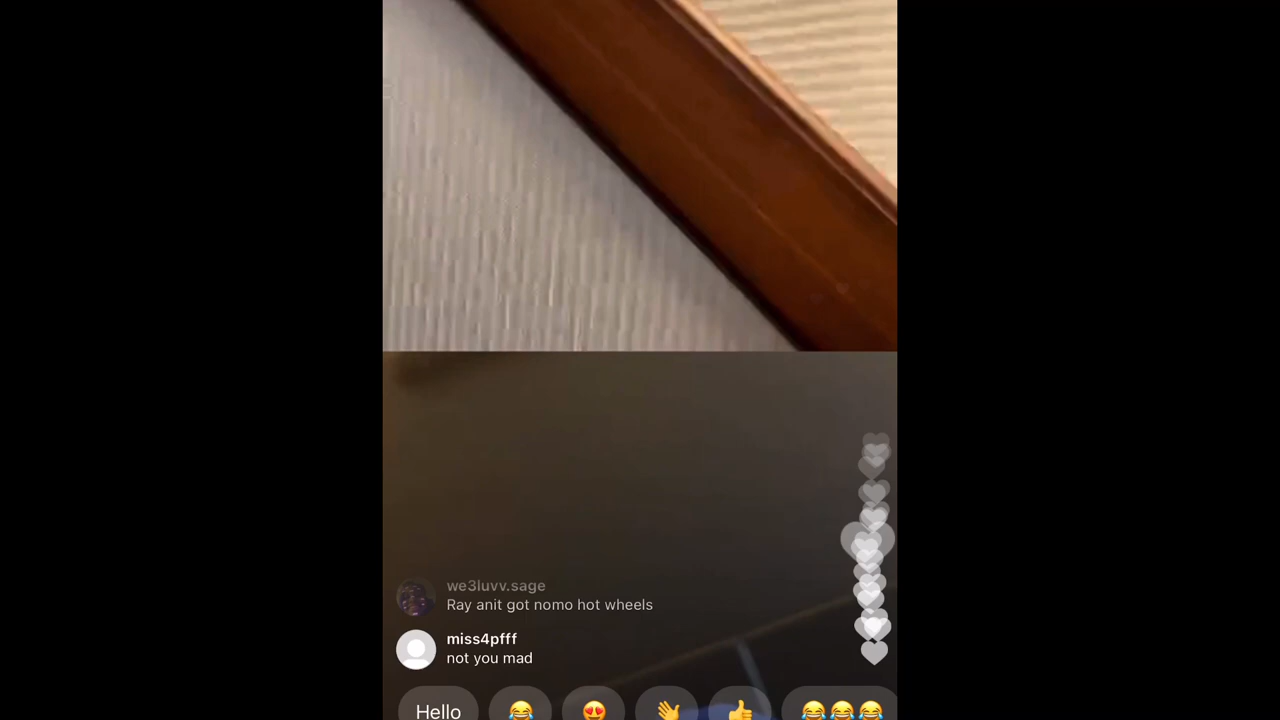 we3luvv.sage
Ray anit got nomo hot wheels
miss4pfff
not you mad
Hello 😂 😍 👋 👍 😂😂😂